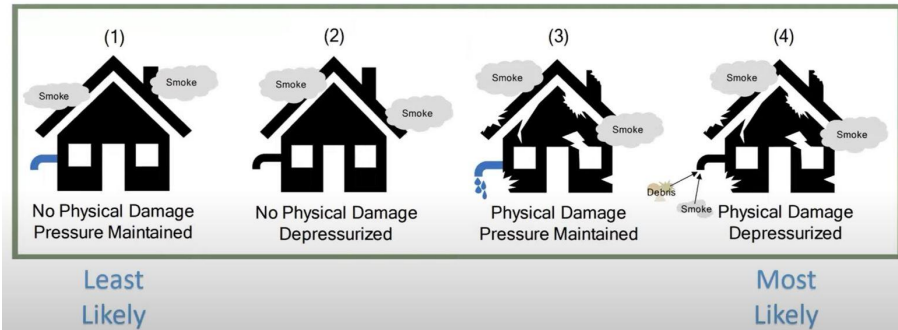 (1)
Smoke
Smoke
No Physical Damage
Pressure Maintained
(2)
Smoke
Smoke
No Physical Damage
Depressurized
(3)
Smoke
Smoke
Physical Damage
Pressure Maintained
(4)
Smoke
Smoke
Debris
Smoke
Physical Damage
Depressurized
Least
Likely
Most
Likely